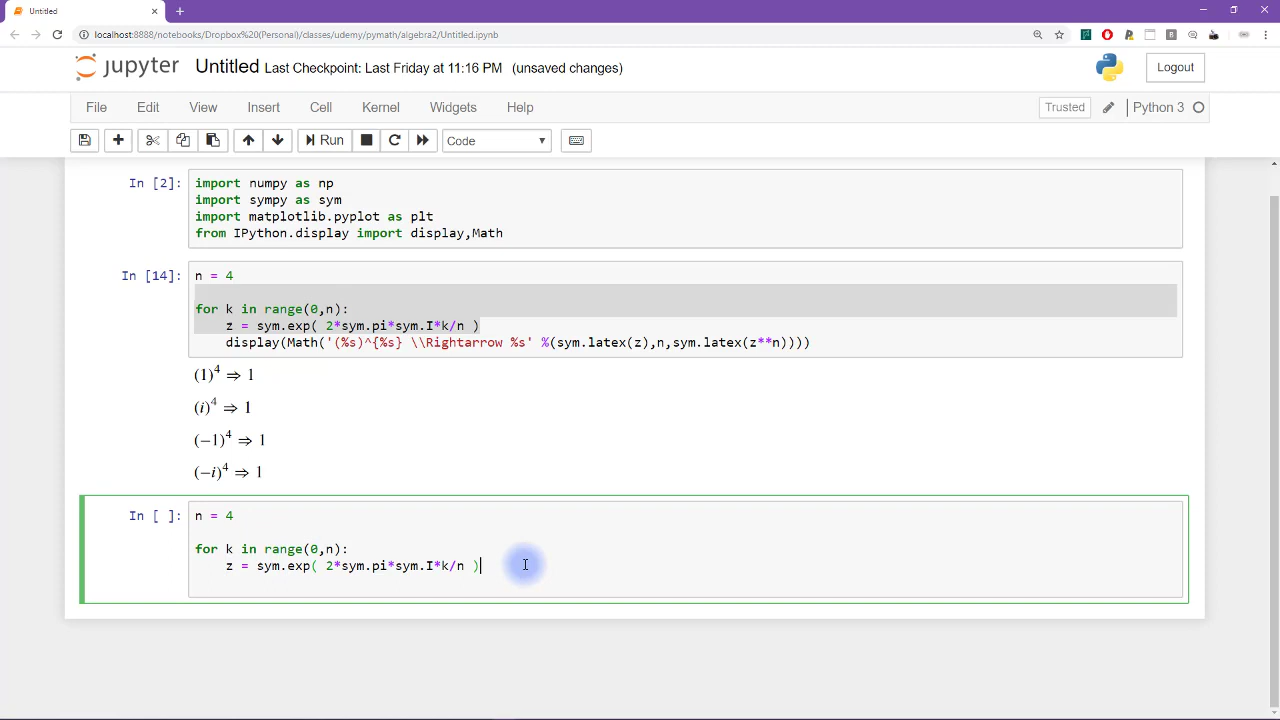 Untitled
localhost:8888/notebooks/Dropbox%20(Personal)/classes/udemy/pymath/algebra2/Untitled.ipynb
jupyter Untitled Last Checkpoint: Last Friday at 11:16 PM (unsaved changes) Logout
File Edit View Insert Cell Kernel Widgets Help Trusted Python 3
Run Code
In [2]: import numpy as np
import sympy as sym
import matplotlib.pyplot as plt
from IPython.display import display,Math
In [14]: n = 4
for k in range(0,n):
z = sym.exp( 2*sym.pi*sym.I*k/n )
display(Math('(%s)^{%s} \\Rightarrow %s' %(sym.latex(z),n,sym.latex(z**n))))
(1)⁴ ⇒ 1
(i)⁴ ⇒ 1
(−1)⁴ ⇒ 1
(−i)⁴ ⇒ 1
In [ ]: n = 4
for k in range(0,n):
z = sym.exp( 2*sym.pi*sym.I*k/n )